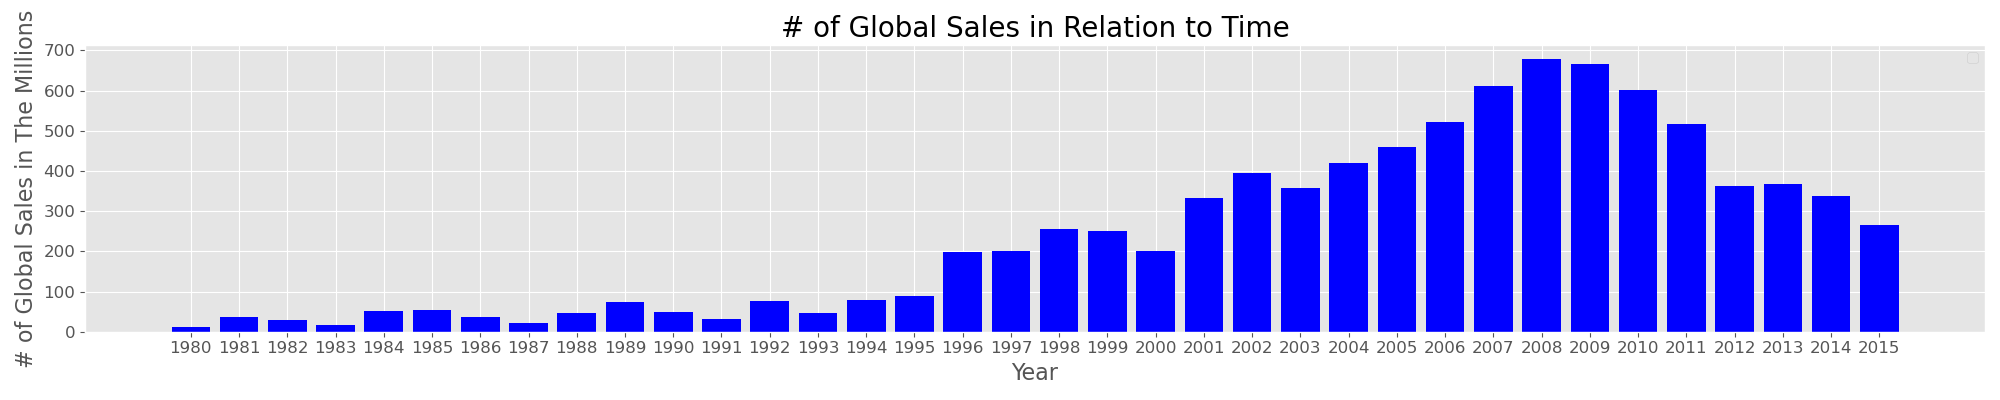 # of Global Sales in Relation to Time
# of Global Sales in The Millions
700
600
500
400
300
200
100
0
1980 1981 1982 1983 1984 1985 1986 1987 1988 1989 1990 1991 1992 1993 1994 1995 1996 1997 1998 1999 2000 2001 2002 2003 2004 2005 2006 2007 2008 2009 2010 2011 2012 2013 2014 2015
Year